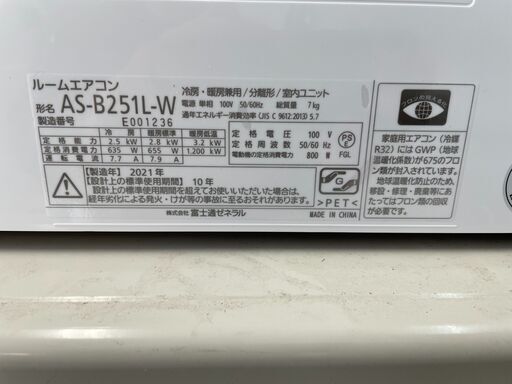 ルームエアコン
形名 AS-B251L-W
製造番号 E001236
冷房・暖房兼用/分離形/室内ユニット
電源 単相 100V 50/60Hz 総質量 7kg
通年エネルギー消費効率(JIS C 9612:2013) 5.7
冷房 暖房標準 暖房低温
定格能力 2.5 kW 2.8 kW 3.2 kW
定格消費電力 635 W 655 W 1,200 kW
運転電流 7.7 A 7.9 A
定格電圧 100 V
定格周波数 50/60 Hz
電動機の定格消費電力 800 W
PS E
FGL
【製造年】2021年
【設計上の標準使用期間】10年
設計上の標準使用期間を超えてお使いいただいた場合は、
経年劣化による発火・けが等の事故に至るおそれがあります。
株式会社 富士通ゼネラル
MADE IN CHINA
G
>PET<
フロンの見える化
家庭用エアコン(冷媒
R32)には GWP(地球
温暖化係数)が675のフロ
ン類が封入されています。
地球温暖化防止のため、
移設・修理・廃棄等にあ
たってはフロン類の回収
が必要です。